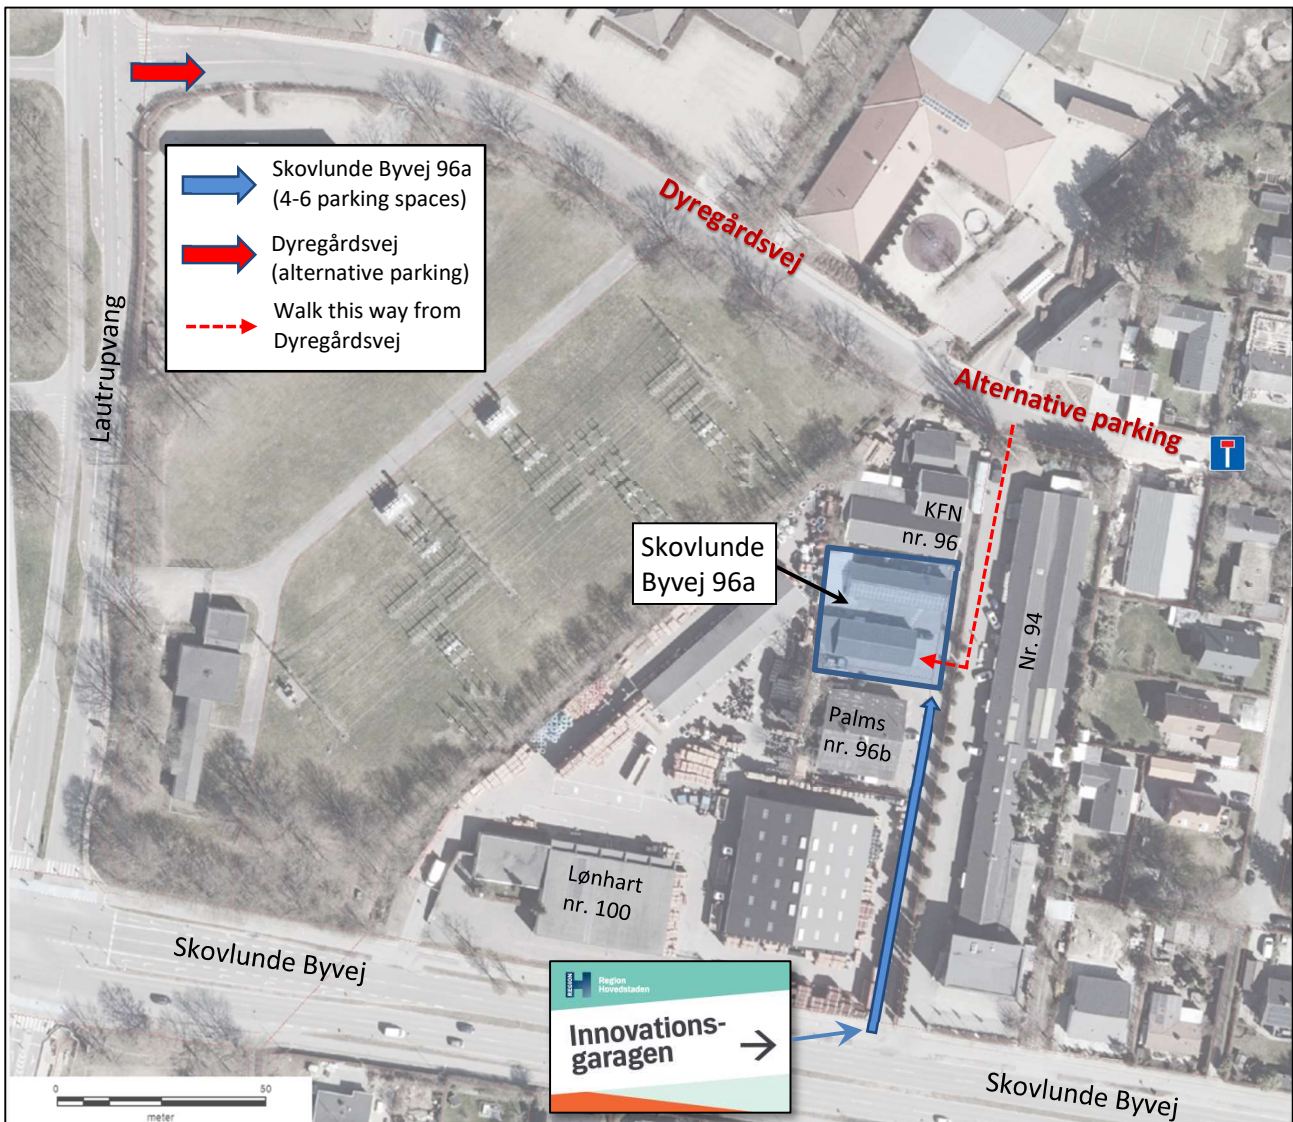 Skovlunde Byvej 96a
(4-6 parking spaces)
Dyregårdsvej
(alternative parking)
Walk this way from
Dyregårdsvej
Lautrupvang
Dyregårdsvej
Alternative parking
KFN
nr. 96
Skovlunde
Byvej 96a
Nr. 94
Palms
nr. 96b
Lønhart
nr. 100
Skovlunde Byvej
REGION
H
Region
Hovedstaden
Innovations-
garagen
Skovlunde Byvej
0 50
meter